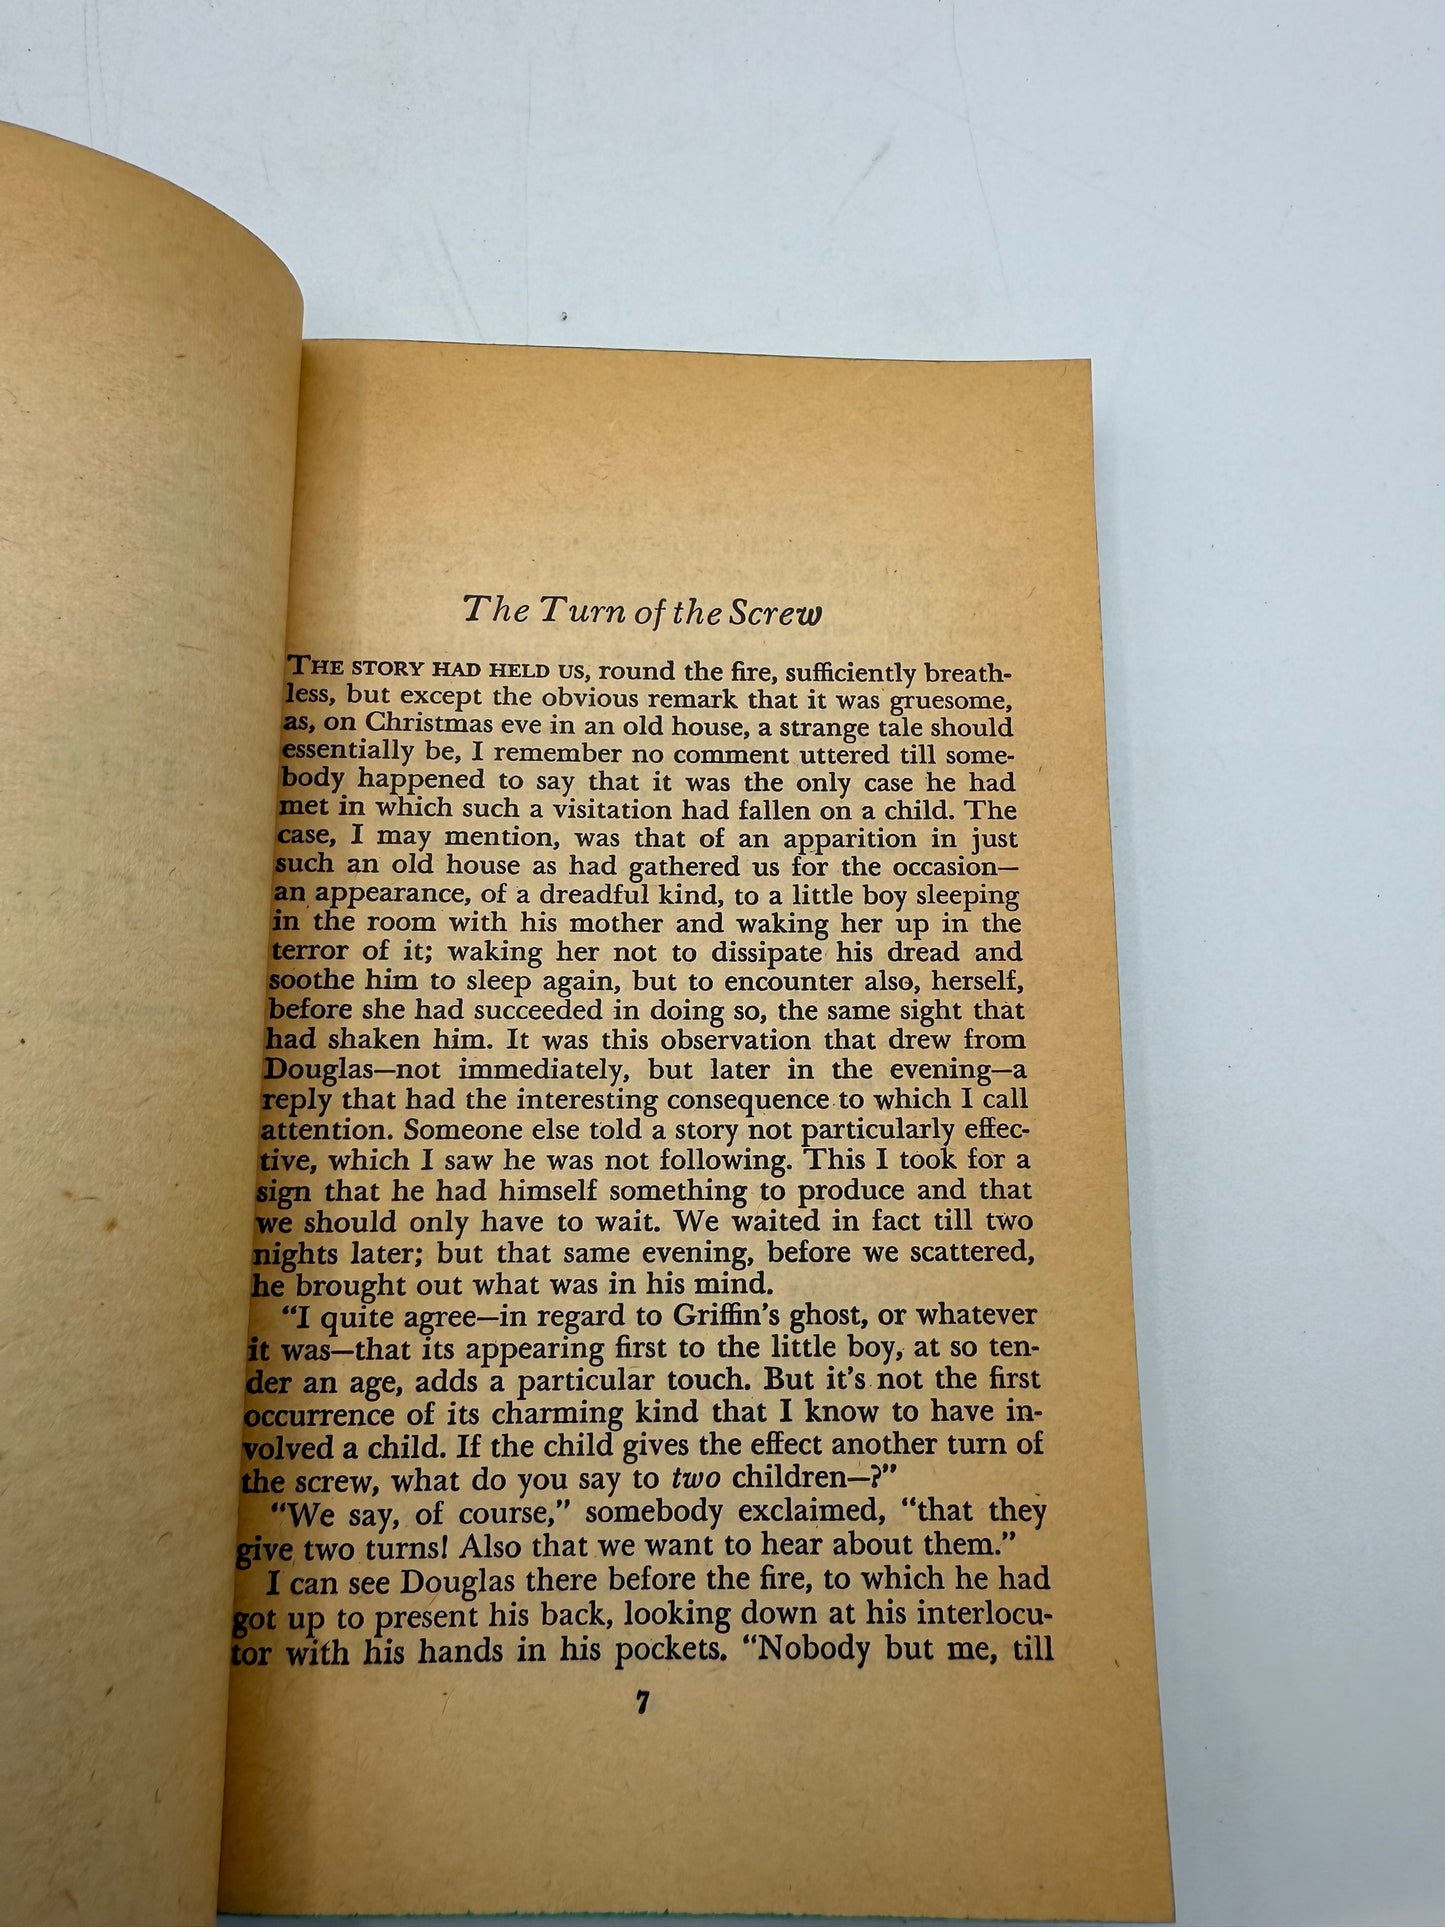 The Turn of the Screw
THE STORY HAD HELD US, round the fire, sufficiently breath-
less, but except the obvious remark that it was gruesome,
as, on Christmas eve in an old house, a strange tale should
essentially be, I remember no comment uttered till some-
body happened to say that it was the only case he had
met in which such a visitation had fallen on a child. The
case, I may mention, was that of an apparition in just
such an old house as had gathered us for the occasion—
an appearance, of a dreadful kind, to a little boy sleeping
in the room with his mother and waking her up in the
terror of it; waking her not to dissipate his dread and
soothe him to sleep again, but to encounter also, herself,
before she had succeeded in doing so, the same sight that
had shaken him. It was this observation that drew from
Douglas—not immediately, but later in the evening—a
reply that had the interesting consequence to which I call
attention. Someone else told a story not particularly effec-
tive, which I saw he was not following. This I took for a
sign that he had himself something to produce and that
we should only have to wait. We waited in fact till two
nights later; but that same evening, before we scattered,
he brought out what was in his mind.
"I quite agree—in regard to Griffin's ghost, or whatever
it was—that its appearing first to the little boy, at so ten-
der an age, adds a particular touch. But it's not the first
occurrence of its charming kind that I know to have in-
volved a child. If the child gives the effect another turn of
the screw, what do you say to two children—?"
"We say, of course," somebody exclaimed, "that they
give two turns! Also that we want to hear about them."
I can see Douglas there before the fire, to which he had
got up to present his back, looking down at his interlocu-
tor with his hands in his pockets. "Nobody but me, till
7